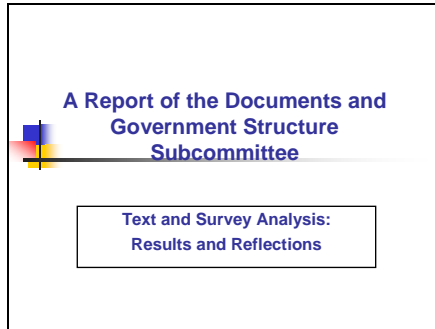 A Report of the Documents and
Government Structure
Subcommittee
Text and Survey Analysis:
Results and Reflections